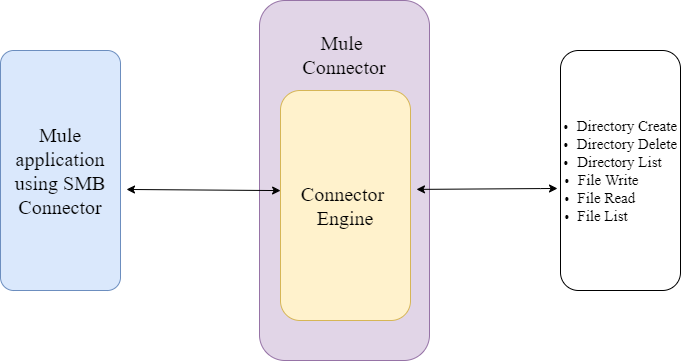 Mule
application
using SMB
Connector
Mule
Connector
Connector
Engine
• Directory Create
• Directory Delete
• Directory List
• File Write
• File Read
• File List